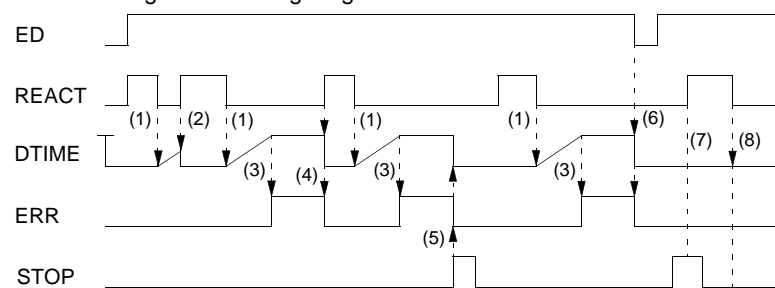 ED
REACT
(1) (2) (1) (1) (1) (6)
DTIME
(7) (8)
(3) (4) (3) (3)
ERR
(5)
STOP